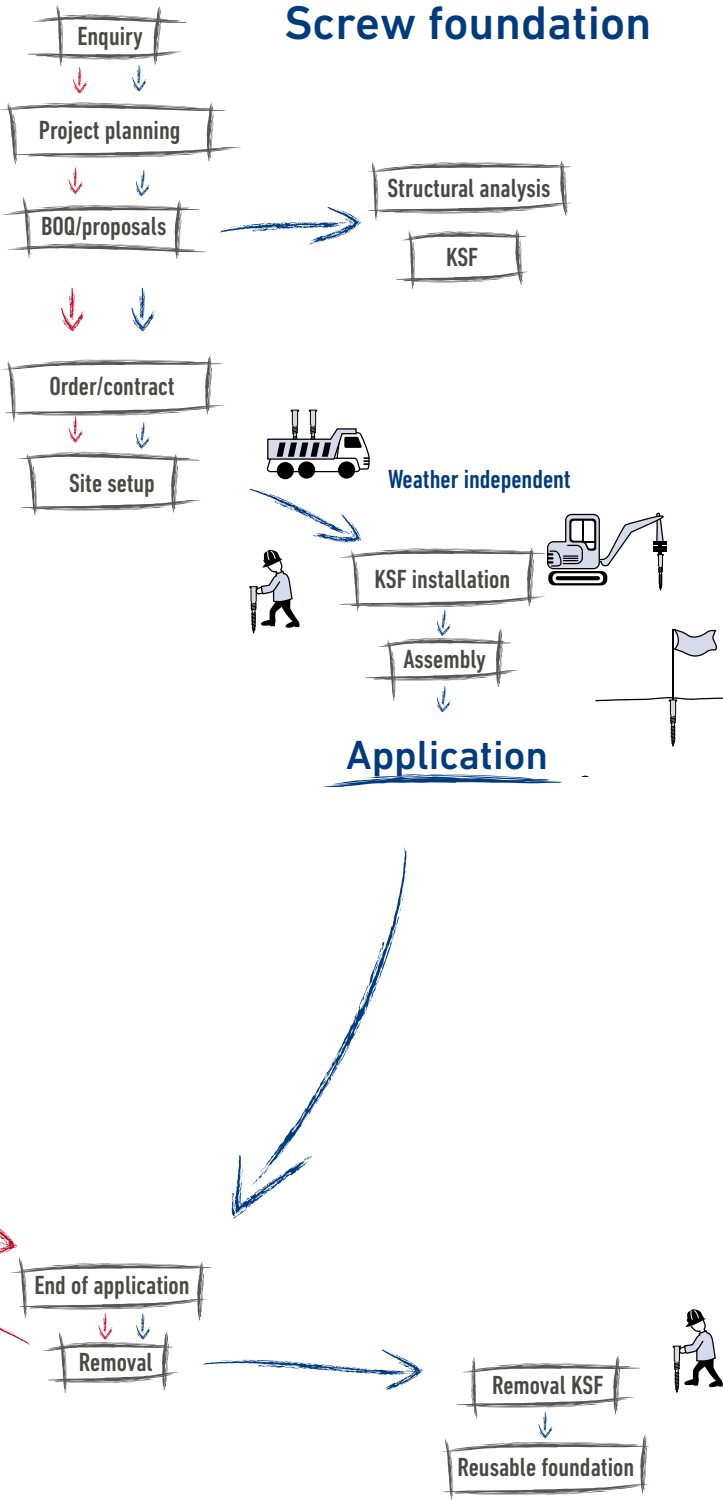 Screw foundation
Enquiry
Project planning
BOQ/proposals
Structural analysis
KSF
Order/contract
Site setup
Weather independent
KSF installation
Assembly
Application
End of application
Removal
Removal KSF
Reusable foundation